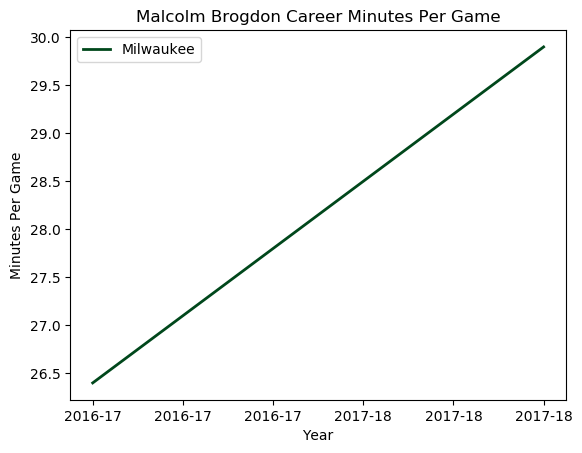 Malcolm Brogdon Career Minutes Per Game
Milwaukee
30.0
29.5
29.0
28.5
28.0
27.5
27.0
26.5
Minutes Per Game
2016-17 2016-17 2016-17 2017-18 2017-18 2017-18
Year